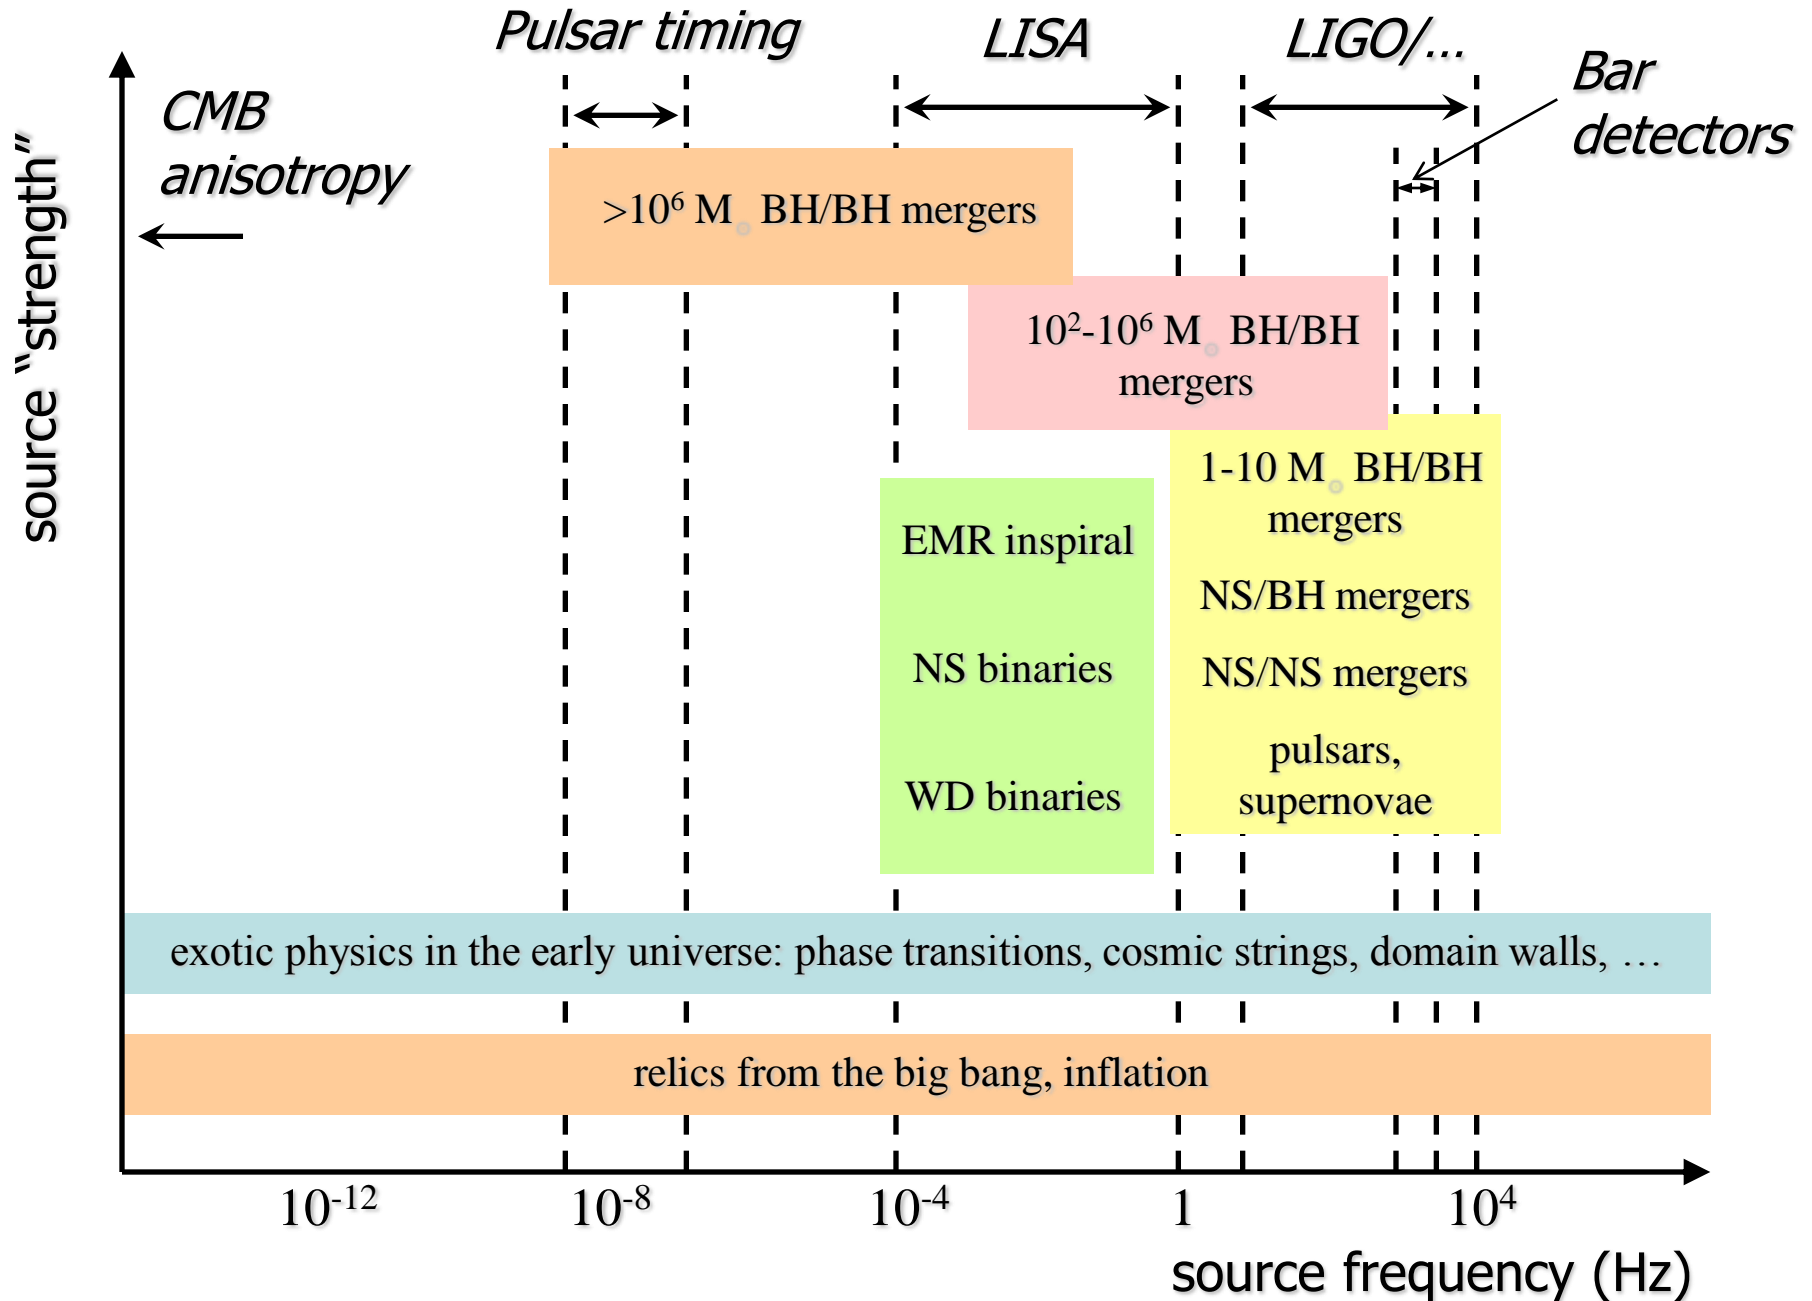 Pulsar timing
LISA
LIGO/...
Bar
detectors
CMB
anisotropy
source “strength”
>10⁶ M BH/BH mergers
10²-10⁶ M BH/BH
mergers
1-10 M BH/BH
mergers
NS/BH mergers
NS/NS mergers
pulsars,
supernovae
EMR inspiral
NS binaries
WD binaries
exotic physics in the early universe: phase transitions, cosmic strings, domain walls, …
relics from the big bang, inflation
10⁻¹² 10⁻⁸ 10⁻⁴ 1 10⁴
source frequency (Hz)